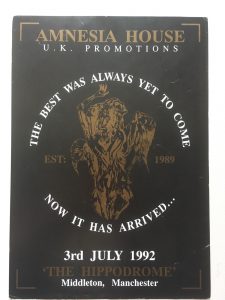 AMNESIA HOUSE
U.K. PROMOTIONS
THE BEST WAS ALWAYS YET TO COME
EST: 1989
NOW IT HAS ARRIVED...
3rd JULY 1992
'THE HIPPODROME'
Middleton, Manchester